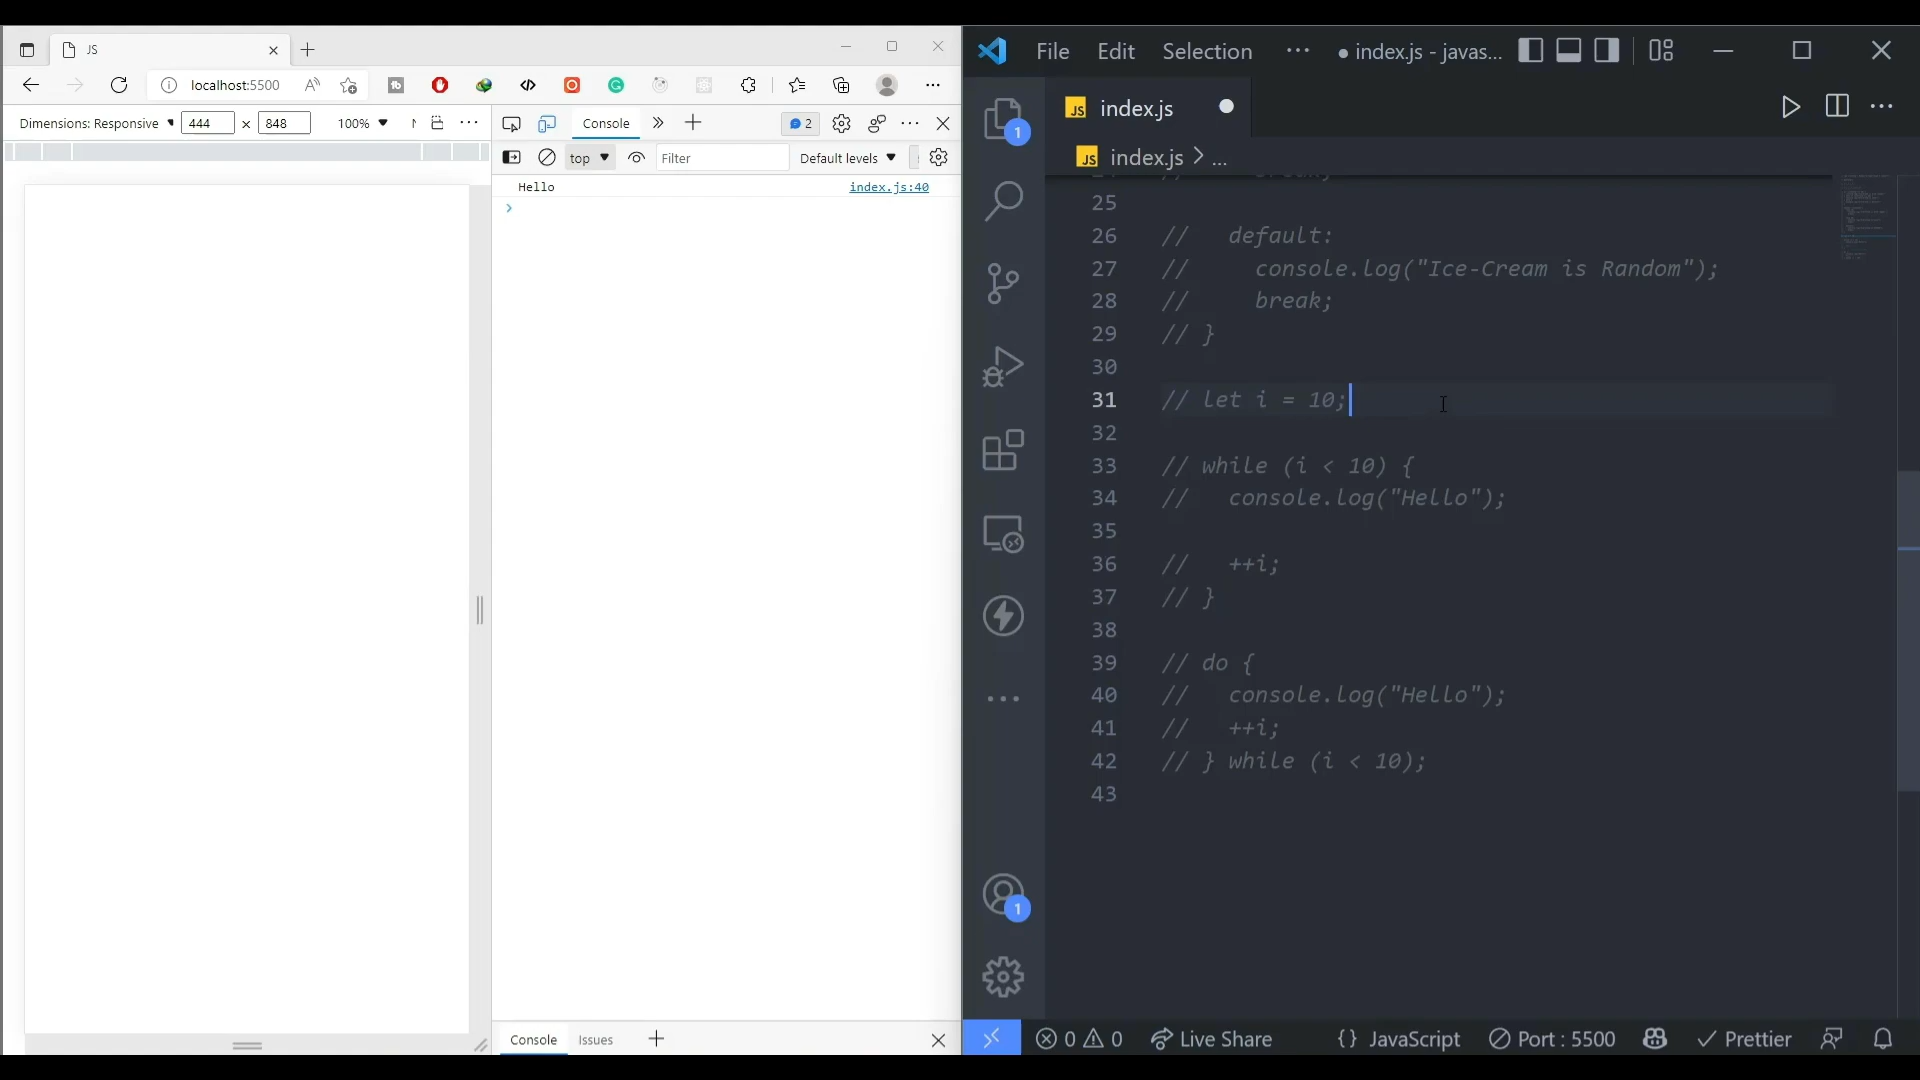 JS
localhost:5500
Dimensions: Responsive 444 x 848 100%
Console 2
top Filter Default levels
Hello index.js:40
Console Issues
File Edit Selection ··· ● index.js - javas...
JS index.js
JS index.js > ...
25
26 // default:
27 // console.log("Ice-Cream is Random");
28 // break;
29 // }
30
31 // let i = 10;
32
33 // while (i < 10) {
34 // console.log("Hello");
35
36 // ++i;
37 // }
38
39 // do {
40 // console.log("Hello");
41 // ++i;
42 // } while (i < 10);
43
1
1
0 0 Live Share {} JavaScript Port : 5500 Prettier